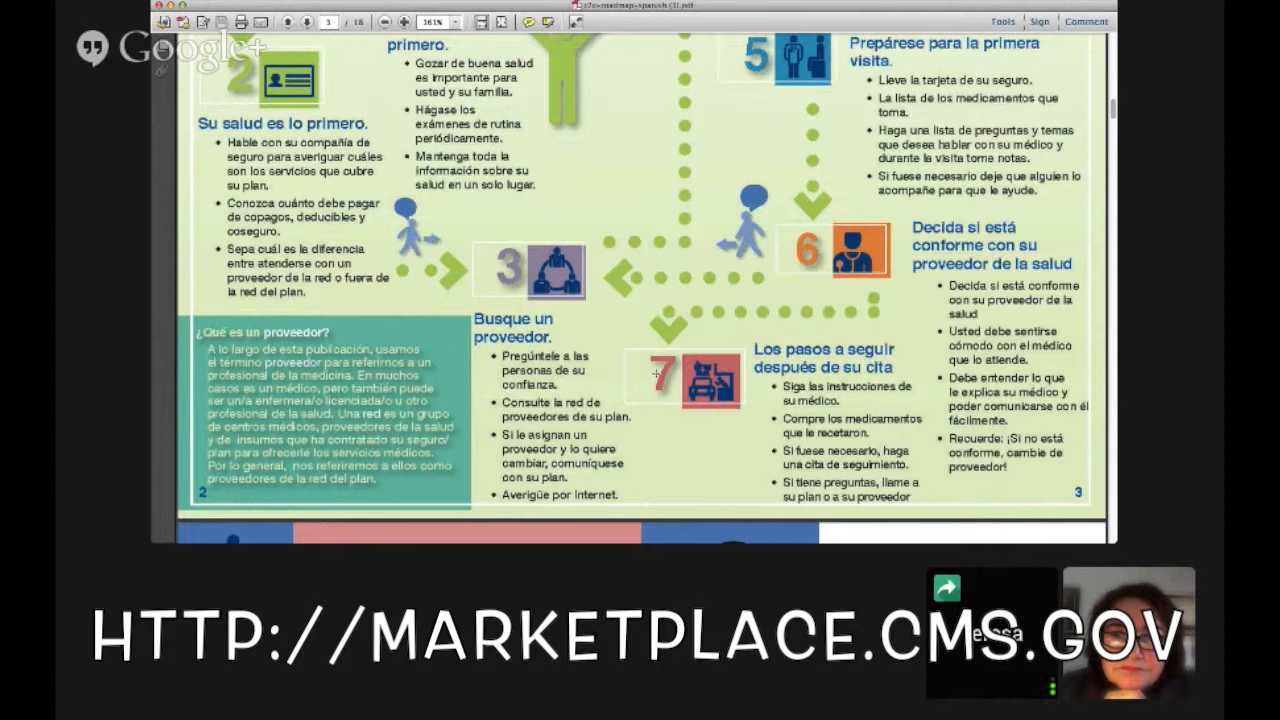 c2c-roadmap-spanish (3).pdf
3 / 18
161%
Tools Sign Comment
Google+
2
Su salud es lo primero.
• Hable con su compañía de
seguro para averiguar cuáles
son los servicios que cubre
su plan.
• Conozca cuánto debe pagar
de copagos, deducibles y
coseguro.
• Sepa cuál es la diferencia
entre atenderse con un
proveedor de la red o fuera de
la red del plan.
primero.
• Gozar de buena salud
es importante para
usted y su familia.
• Hágase los
exámenes de rutina
periódicamente.
• Mantenga toda la
información sobre su
salud en un solo lugar.
¿Qué es un proveedor?
A lo largo de esta publicación, usamos
el término proveedor para referirnos a un
profesional de la medicina. En muchos
casos es un médico, pero también puede
ser un/a enfermera/o licenciada/o u otro
profesional de la salud. Una red es un grupo
de centros médicos, proveedores de la salud
y de insumos que ha contratado su seguro/
plan para ofrecerle los servicios médicos.
Por lo general, nos referiremos a ellos como
proveedores de la red del plan.
2
3
Busque un
proveedor.
• Pregúntele a las
personas de su
confianza.
• Consulte la red de
proveedores de su plan.
• Si le asignan un
proveedor y lo quiere
cambiar, comuníquese
con su plan.
• Averigüe por Internet.
5
Prepárese para la primera
visita.
• Lleve la tarjeta de su seguro.
• La lista de los medicamentos que
toma.
• Haga una lista de preguntas y temas
que desea hablar con su médico y
durante la visita tome notas.
• Si fuese necesario deje que alguien lo
acompañe para que le ayude.
6
Decida si está
conforme con su
proveedor de la salud
• Decida si está conforme
con su proveedor de la
salud
• Usted debe sentirse
cómodo con el médico
que lo atiende.
• Debe entender lo que
le explica su médico y
poder comunicarse con él
fácilmente.
• Recuerde: ¡Si no está
conforme, cambie de
proveedor!
7
Los pasos a seguir
después de su cita
• Siga las instrucciones de
su médico.
• Compre los medicamentos
que le recetaron.
• Si fuese necesario, haga
una cita de seguimiento.
• Si tiene preguntas, llame a
su plan o a su proveedor
3
HTTP://MARKETPLACE.CMS.GOV